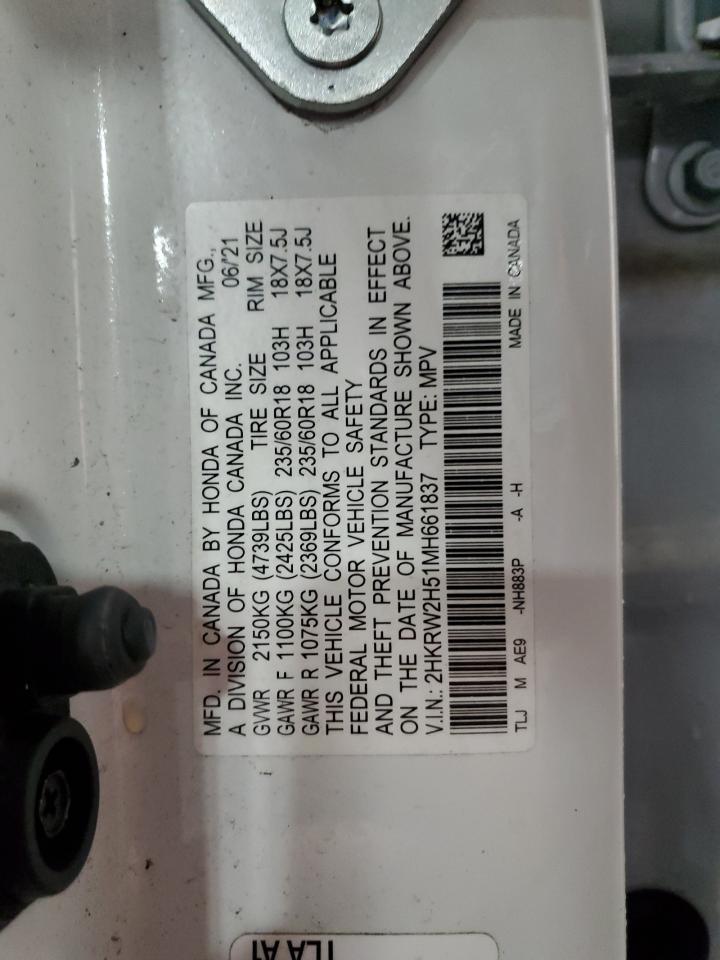 MFD. IN CANADA BY HONDA OF CANADA MFG.,
A DIVISION OF HONDA CANADA INC. 06/'21
GVWR 2150KG (4739LBS) TIRE SIZE RIM SIZE
GAWR F 1100KG (2425LBS) 235/60R18 103H 18X7.5J
GAWR R 1075KG (2369LBS) 235/60R18 103H 18X7.5J
THIS VEHICLE CONFORMS TO ALL APPLICABLE
FEDERAL MOTOR VEHICLE SAFETY
AND THEFT PREVENTION STANDARDS IN EFFECT
ON THE DATE OF MANUFACTURE SHOWN ABOVE.
V.I.N.: 2HKRW2H51MH661837 TYPE: MPV
TLJ M AE9 -NH883P -A -H MADE IN CANADA
TLA A1